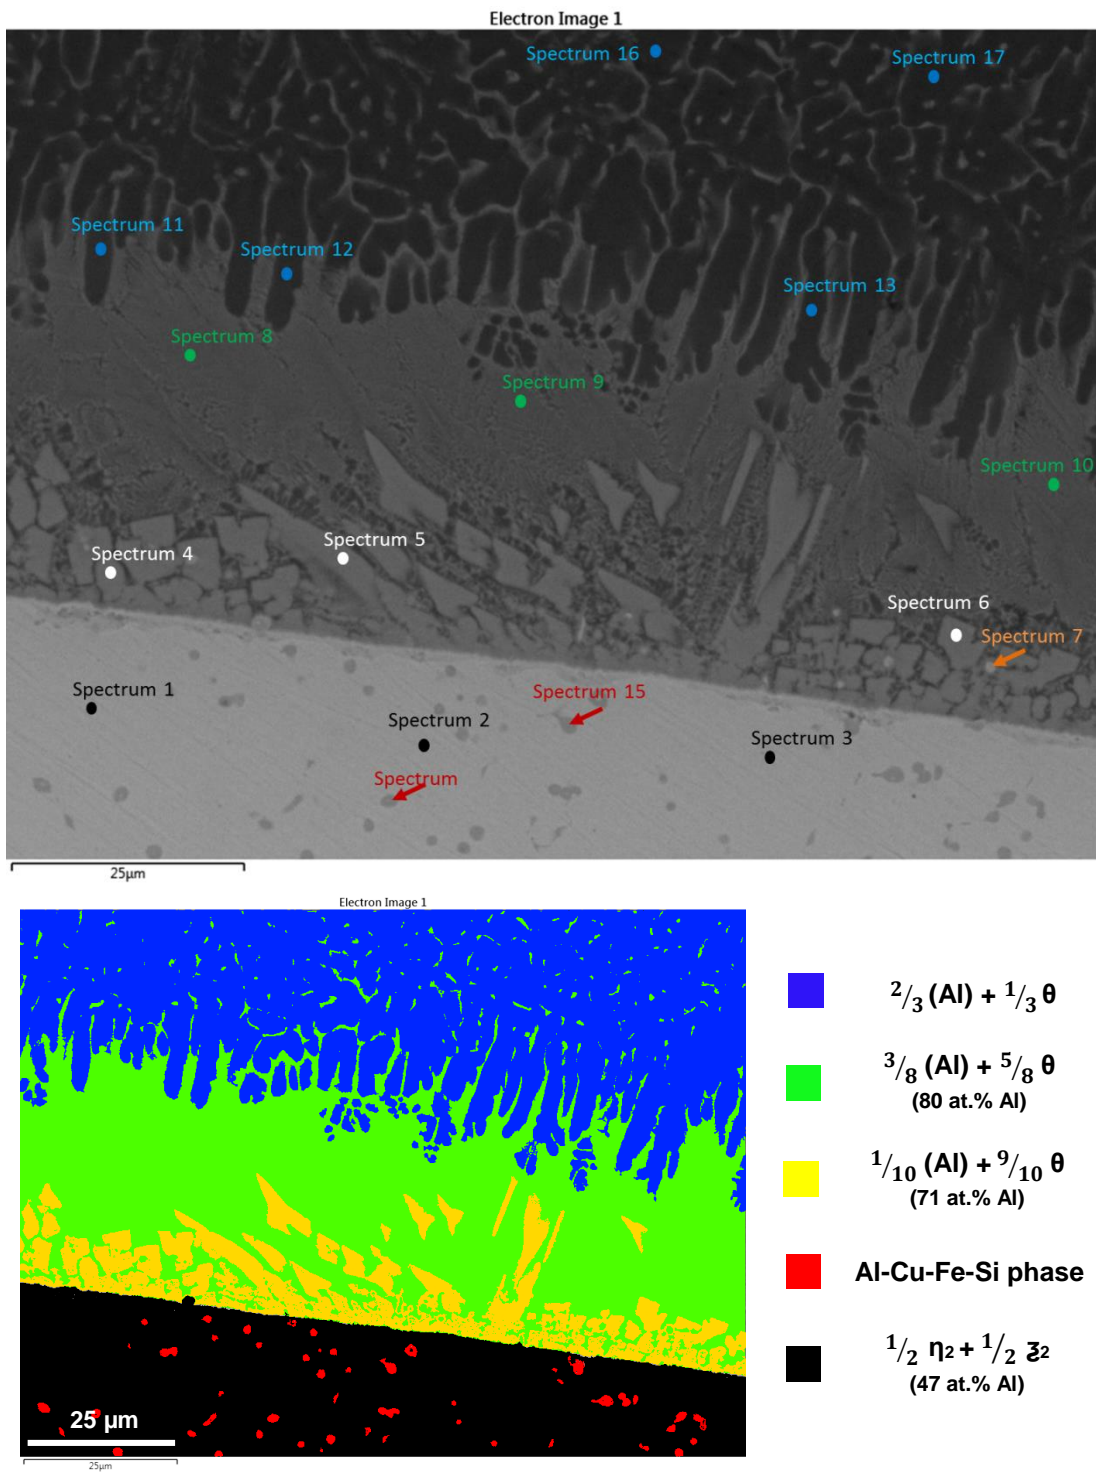 Electron Image 1
Spectrum 16
Spectrum 17
Spectrum 11
Spectrum 12
Spectrum 13
Spectrum 8
Spectrum 9
Spectrum 10
Spectrum 4
Spectrum 5
Spectrum 6
Spectrum 7
Spectrum 1
Spectrum 15
Spectrum 2
Spectrum 3
Spectrum
25µm
Electron Image 1
2/3 (Al) + 1/3 θ
3/8 (Al) + 5/8 θ
(80 at.% Al)
1/10 (Al) + 9/10 θ
(71 at.% Al)
Al-Cu-Fe-Si phase
1/2 η2 + 1/2 ʒ2
(47 at.% Al)
25 µm
25µm